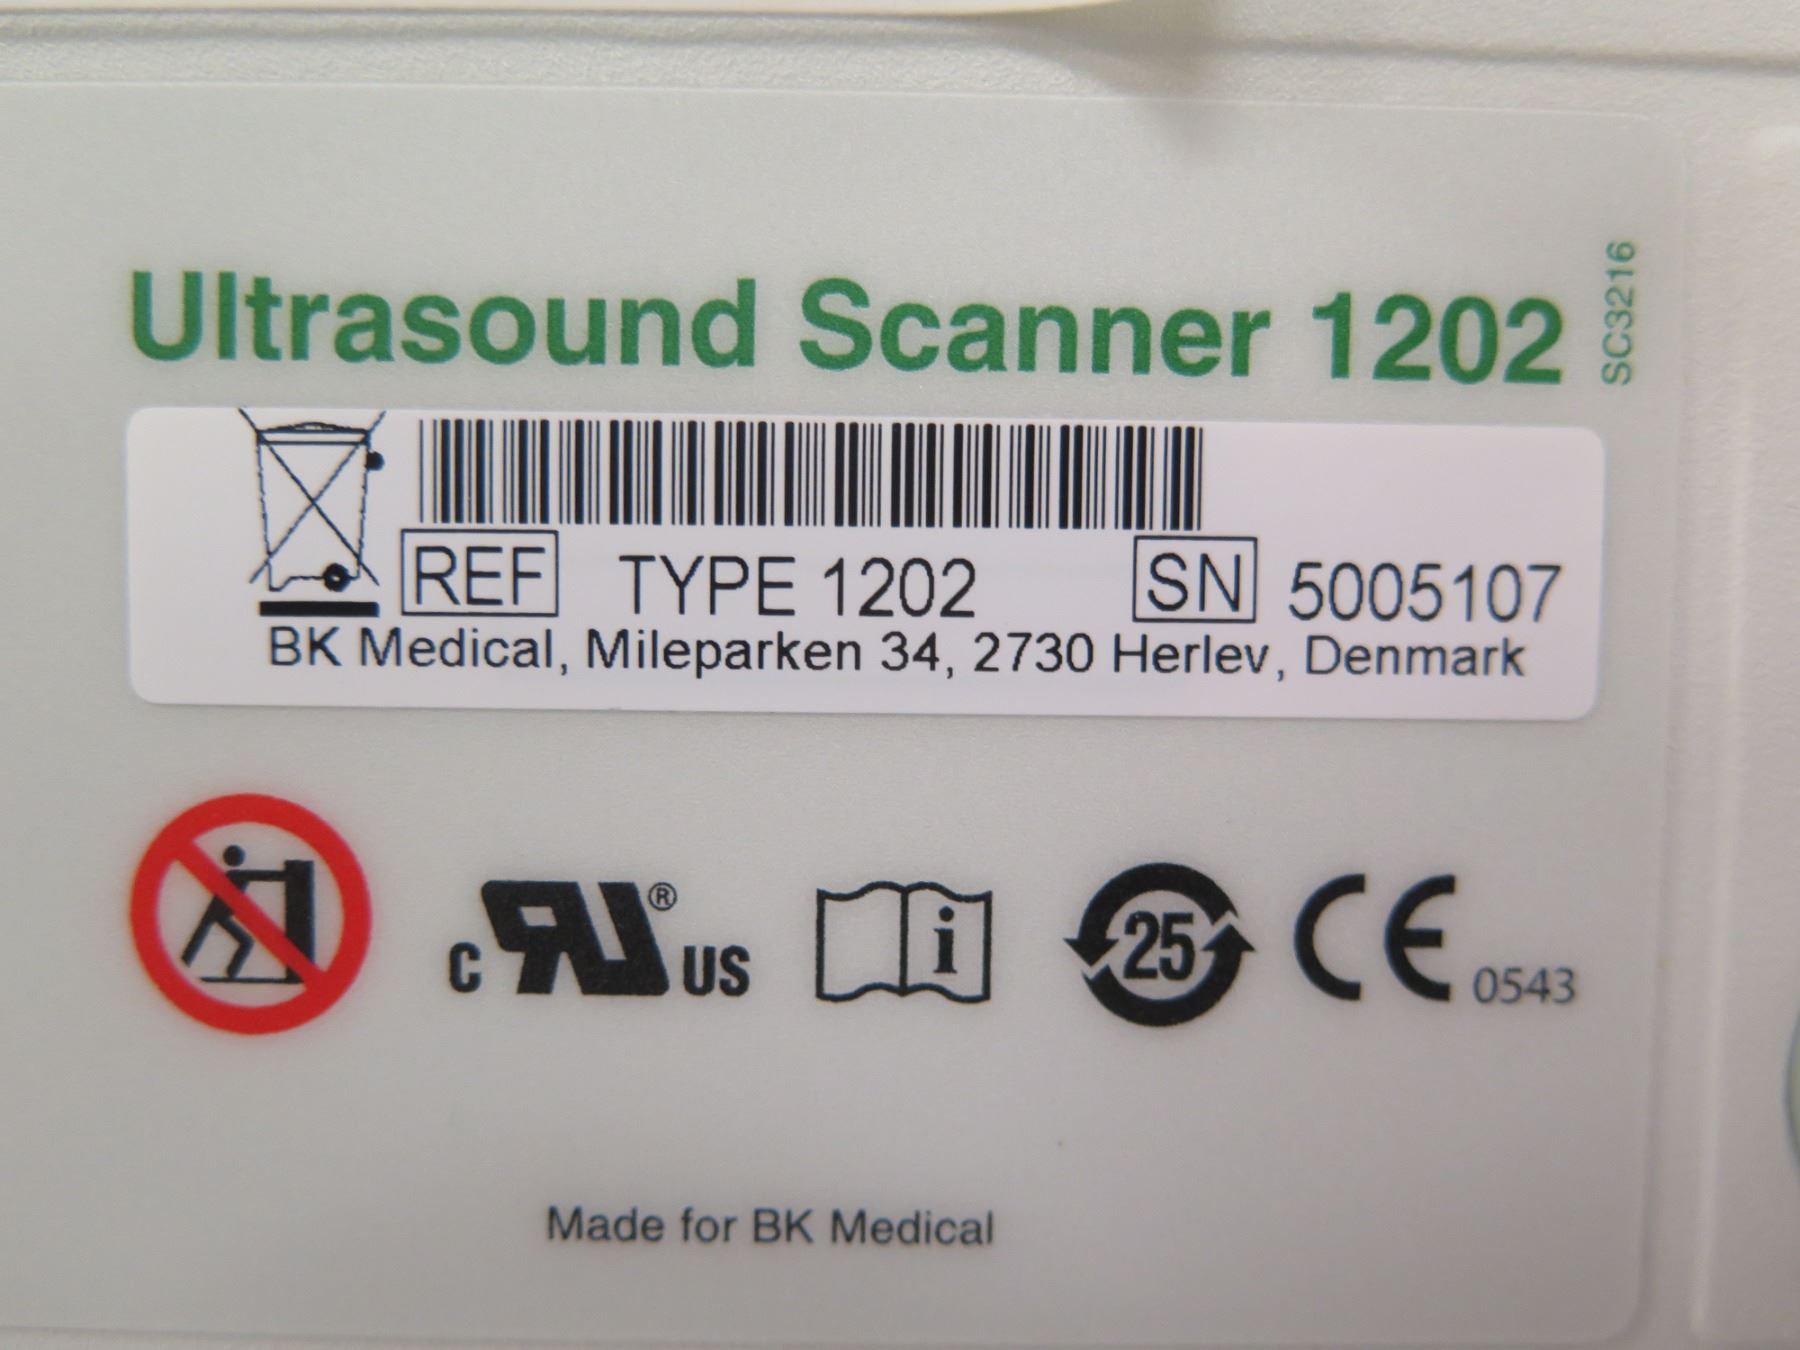 Ultrasound Scanner 1202
SC3216
REF TYPE 1202 SN 5005107
BK Medical, Mileparken 34, 2730 Herlev, Denmark
c RU® US i 25 CE 0543
Made for BK Medical